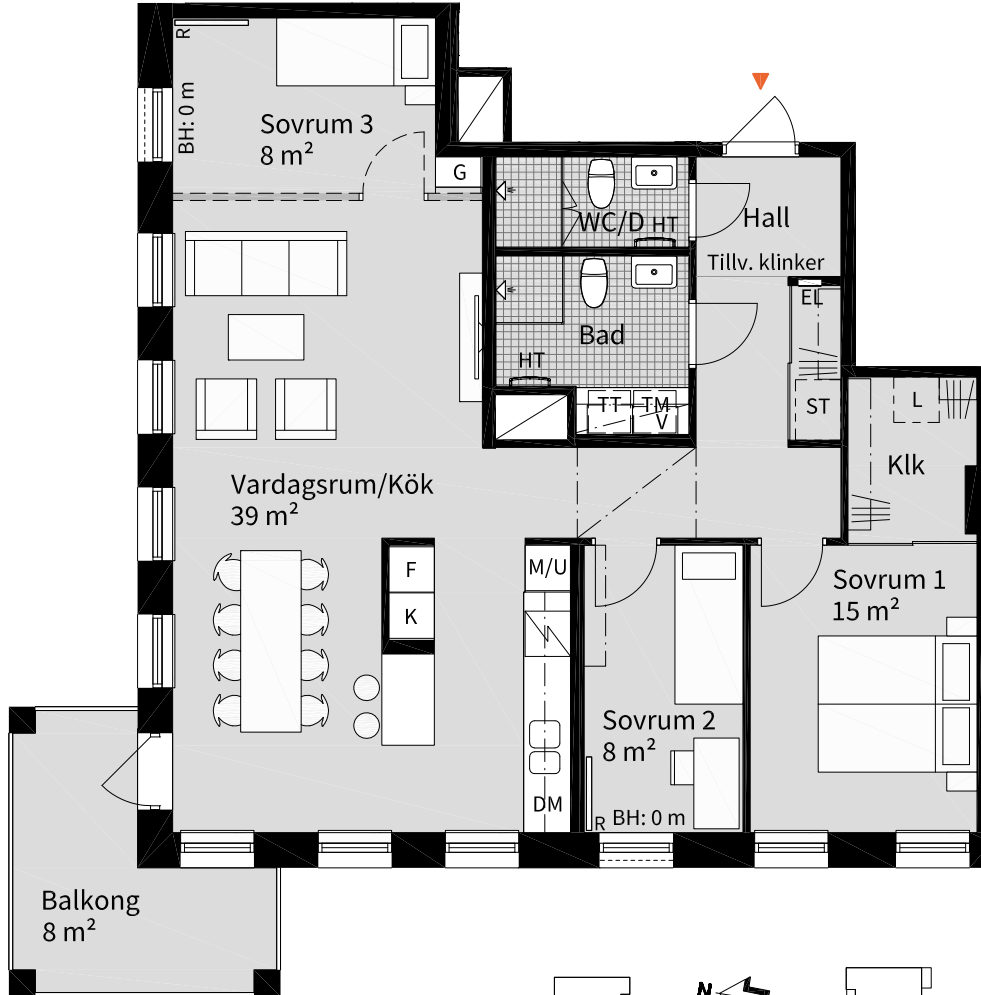 R
BH: 0 m
Sovrum 3
8 m²
G
WC/D
HT
Hall
Tillv. klinker
EL
Bad
HT
TT
TM
V
ST
L
Klk
Vardagsrum/Kök
39 m²
F
K
M/U
Sovrum 1
15 m²
Sovrum 2
8 m²
DM
R
BH: 0 m
Balkong
8 m²
N